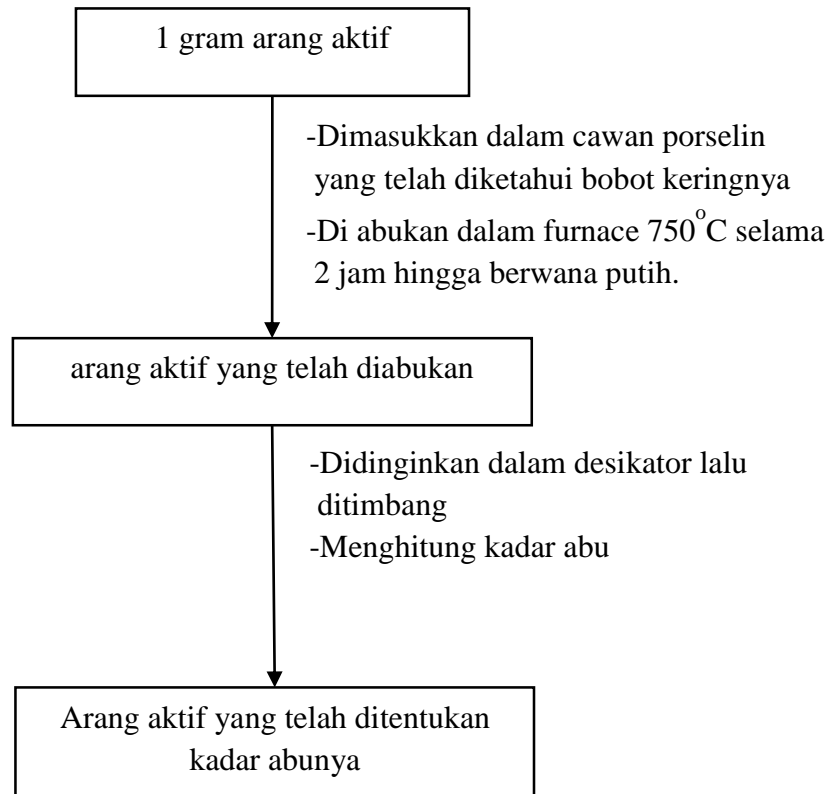 1 gram arang aktif
-Dimasukkan dalam cawan porselin
yang telah diketahui bobot keringnya
-Di abukan dalam furnace 750°C selama
2 jam hingga berwana putih.
arang aktif yang telah diabukan
-Didinginkan dalam desikator lalu
ditimbang
-Menghitung kadar abu
Arang aktif yang telah ditentukan
kadar abunya